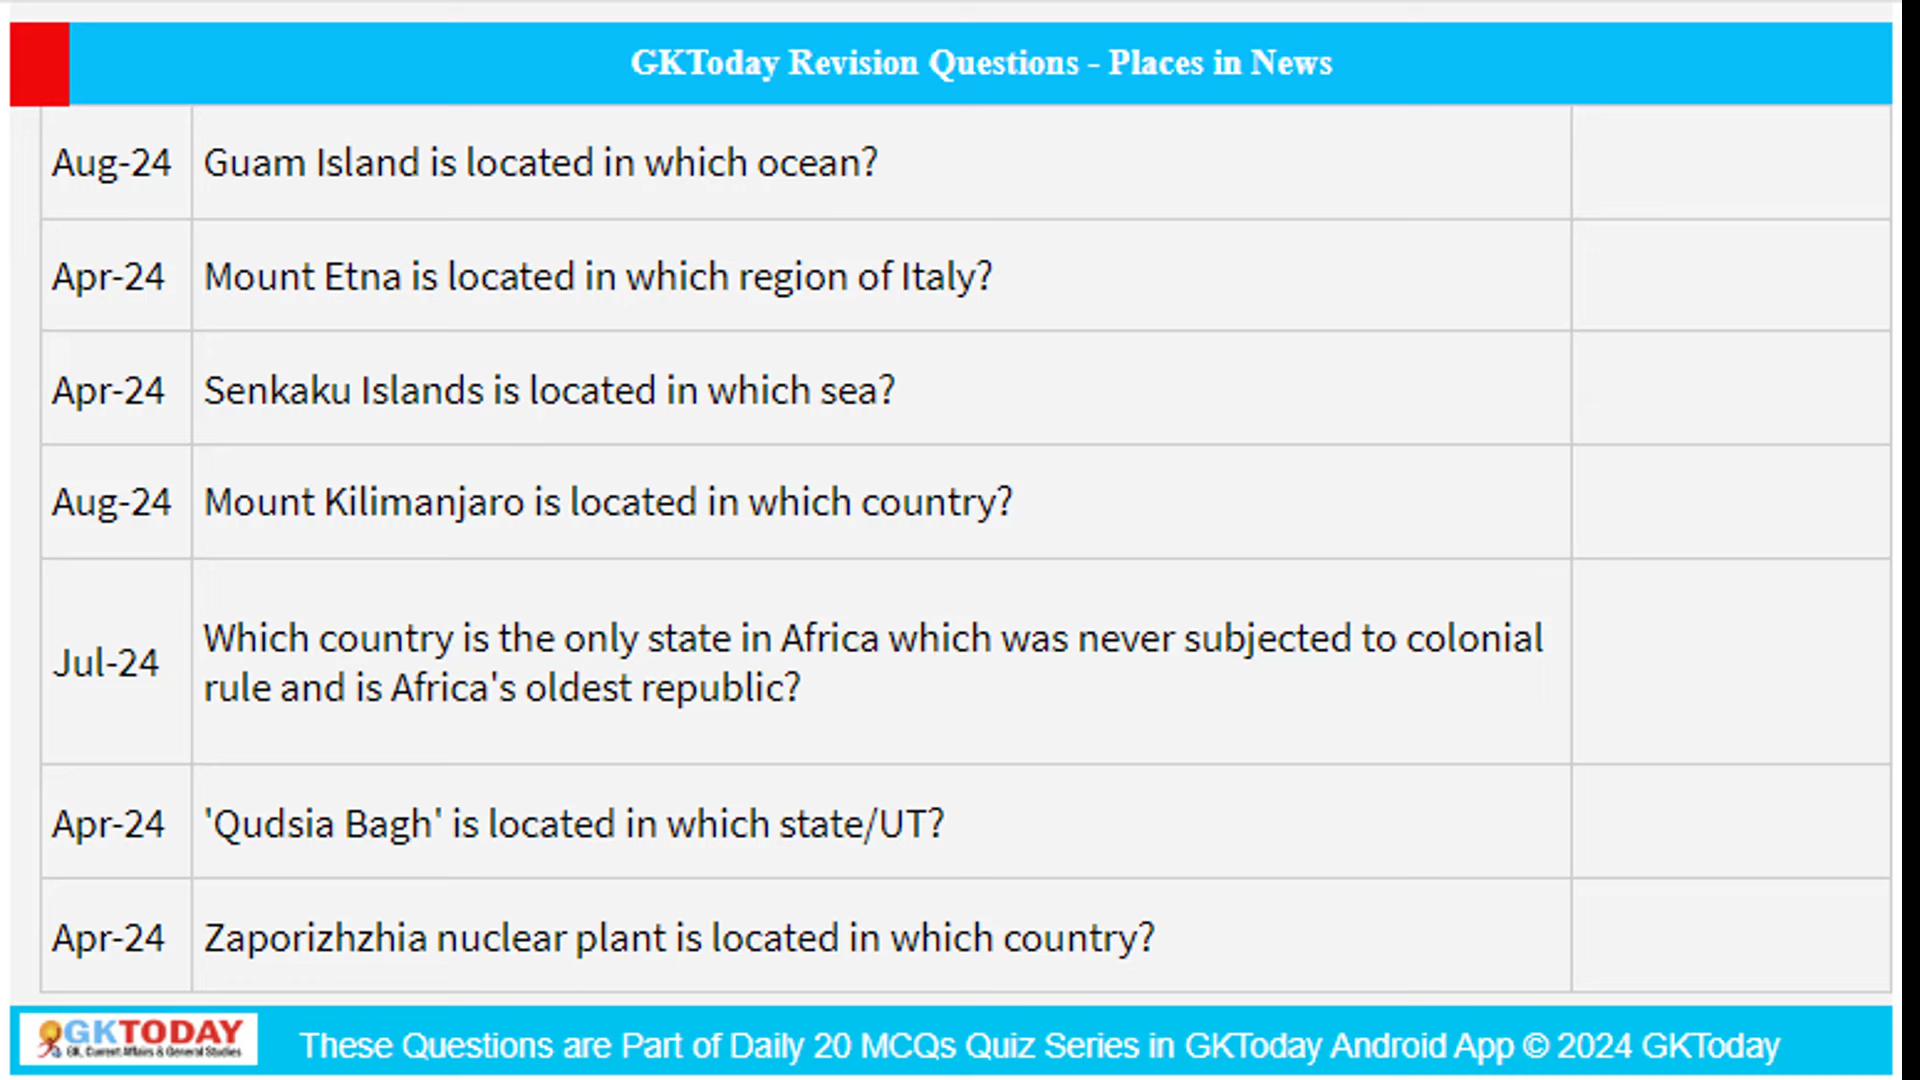 GKToday Revision Questions - Places in News
Aug-24 Guam Island is located in which ocean?
Apr-24 Mount Etna is located in which region of Italy?
Apr-24 Senkaku Islands is located in which sea?
Aug-24 Mount Kilimanjaro is located in which country?
Jul-24 Which country is the only state in Africa which was never subjected to colonial
rule and is Africa's oldest republic?
Apr-24 'Qudsia Bagh' is located in which state/UT?
Apr-24 Zaporizhzhia nuclear plant is located in which country?
GKTODAY
GK, Current Affairs & General Studies
These Questions are Part of Daily 20 MCQs Quiz Series in GKToday Android App © 2024 GKToday